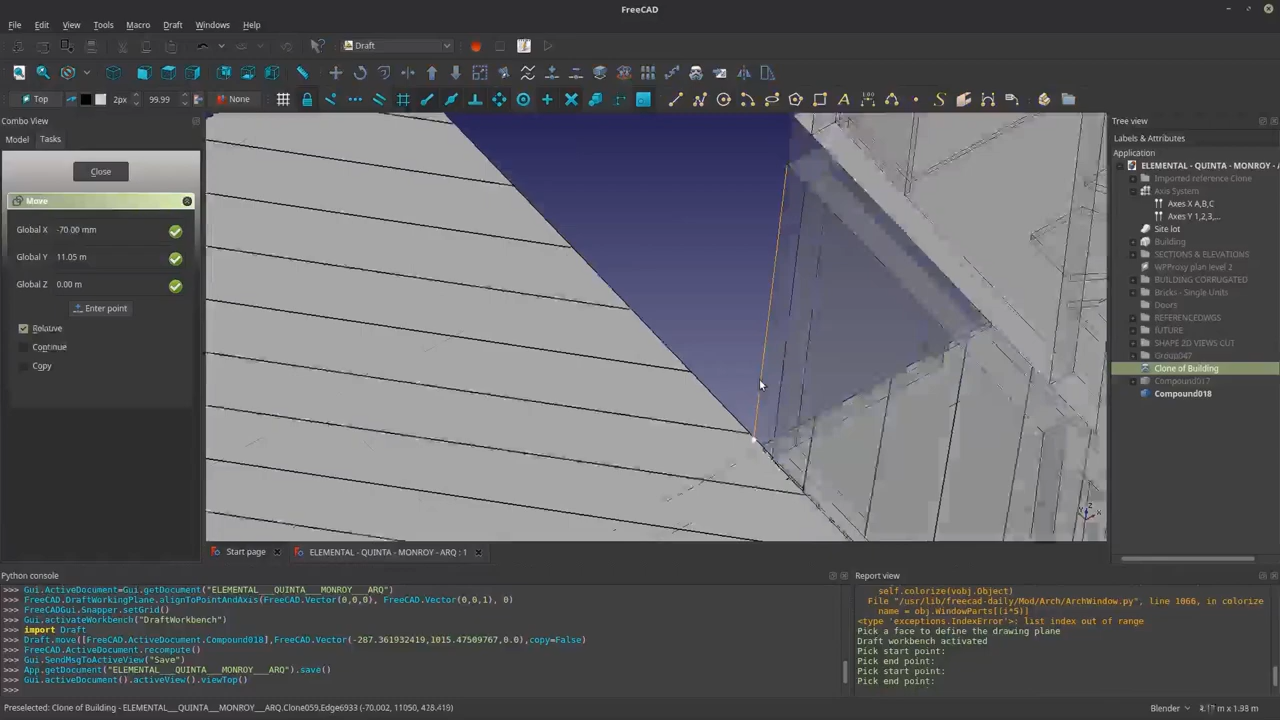 FreeCAD
File Edit View Tools Macro Draft Windows Help
Draft
Top 2px 99.99 None
Combo View
Model Tasks
Close
Move
Global X -70.00 mm
Global Y 11.05 m
Global Z 0.00 m
Enter point
Relative
Continue
Copy
Tree view
Labels & Attributes
Application
ELEMENTAL - QUINTA - MONROY - A
Imported reference Clone
Axis System
Axes X A,B,C
Axes Y 1,2,3,...
Site lot
Building
SECTIONS & ELEVATIONS
WPProxy plan level 2
BUILDING CORRUGATED
Bricks - Single Units
Doors
REFERENCEDWGS
fUTURE
SHAPE 2D VIEWS CUT
Group047
Clone of Building
Compound017
Compound018
Start page
ELEMENTAL - QUINTA - MONROY - ARQ : 1
Python console
>>> Gui.ActiveDocument=Gui.getDocument("ELEMENTAL___QUINTA___MONROY___ARQ")
>>> FreeCAD.DraftWorkingPlane.alignToPointAndAxis(FreeCAD.Vector(0,0,0), FreeCAD.Vector(0,0,1), 0)
>>> FreeCADGui.Snapper.setGrid()
>>> Gui.activateWorkbench("DraftWorkbench")
>>> import Draft
>>> Draft.move([FreeCAD.ActiveDocument.Compound018],FreeCAD.Vector(-287.361932419,1015.47509767,0.0),copy=False)
>>> FreeCAD.ActiveDocument.recompute()
>>> Gui.SendMsgToActiveView("Save")
>>> App.getDocument("ELEMENTAL___QUINTA___MONROY___ARQ").save()
>>> Gui.activeDocument().activeView().viewTop()
>>>
Report view
self.colorize(vobj.Object)
File "/usr/lib/freecad-daily/Mod/Arch/ArchWindow.py", line 1066, in colorize
name = obj.WindowParts[(i*5)]
<type 'exceptions.IndexError'>: list index out of range
Pick a face to define the drawing plane
Draft workbench activated
Pick start point:
Pick end point:
Pick start point:
Pick end point:
Preselected: Clone of Building - ELEMENTAL___QUINTA___MONROY___ARQ.Clone059.Edge6933 (-70.002, 11050, 428.419)
Blender
m x 1.98 m